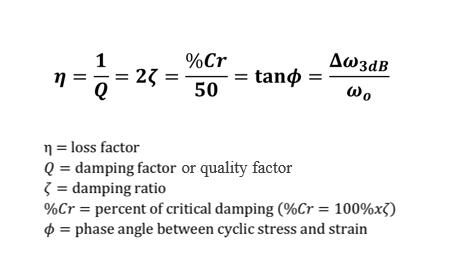 η = 1/Q = 2ζ = %Cr/50 = tanϕ = Δω3dB/ωo
η = loss factor
Q = damping factor or quality factor
ζ = damping ratio
%Cr = percent of critical damping (%Cr = 100%xζ)
ϕ = phase angle between cyclic stress and strain